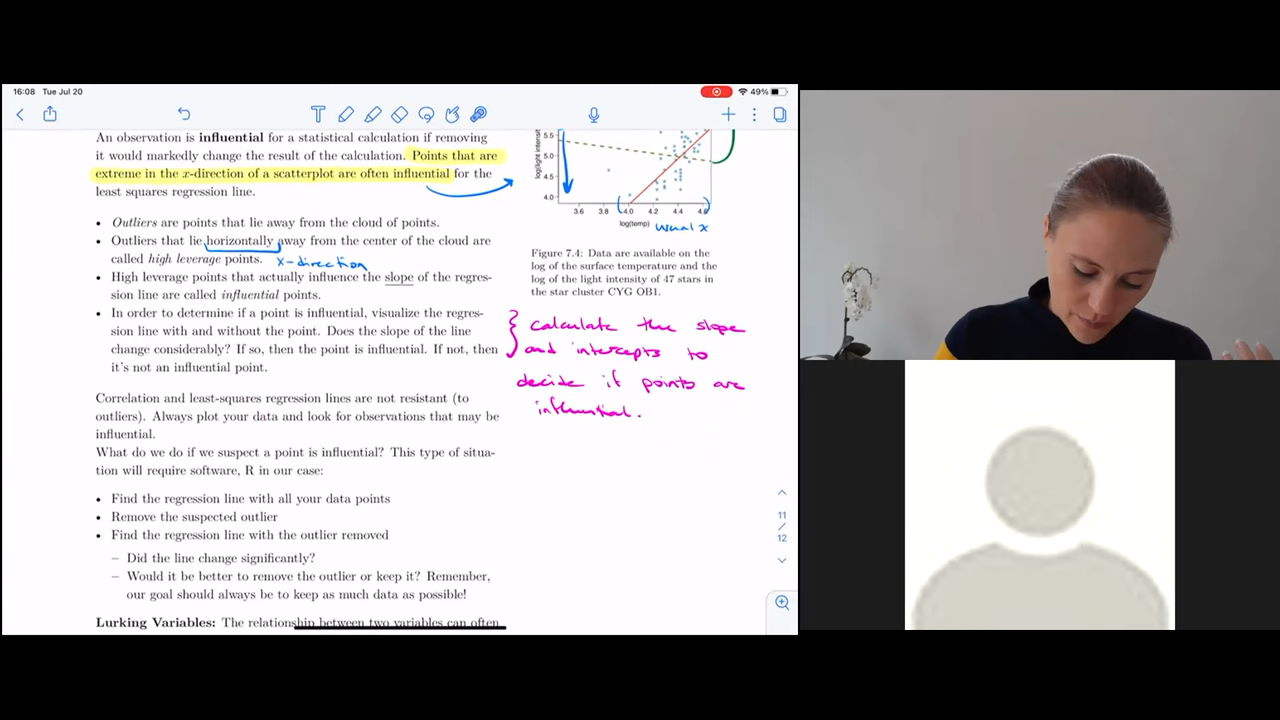 16:08 Tue Jul 20
49%
An observation is influential for a statistical calculation if removing
it would markedly change the result of the calculation. Points that are
extreme in the x-direction of a scatterplot are often influential for the
least squares regression line.
• Outliers are points that lie away from the cloud of points.
• Outliers that lie horizontally away from the center of the cloud are
called high leverage points. x-direction
• High leverage points that actually influence the slope of the regres-
sion line are called influential points.
• In order to determine if a point is influential, visualize the regres-
sion line with and without the point. Does the slope of the line
change considerably? If so, then the point is influential. If not, then
it's not an influential point.
Correlation and least-squares regression lines are not resistant (to
outliers). Always plot your data and look for observations that may be
influential.
What do we do if we suspect a point is influential? This type of situa-
tion will require software, R in our case:
• Find the regression line with all your data points
• Remove the suspected outlier
• Find the regression line with the outlier removed
– Did the line change significantly?
– Would it be better to remove the outlier or keep it? Remember,
our goal should always be to keep as much data as possible!
Lurking Variables: The relationship between two variables can often
log(light intensit
5.5
5.0
4.5
4.0
3.6 3.8 4.0 4.2 4.4 4.6
log(temp) usual x
Figure 7.4: Data are available on the
log of the surface temperature and the
log of the light intensity of 47 stars in
the star cluster CYG OB1.
calculate the slope
and intercepts to
decide if points are
influential.
11
/
12